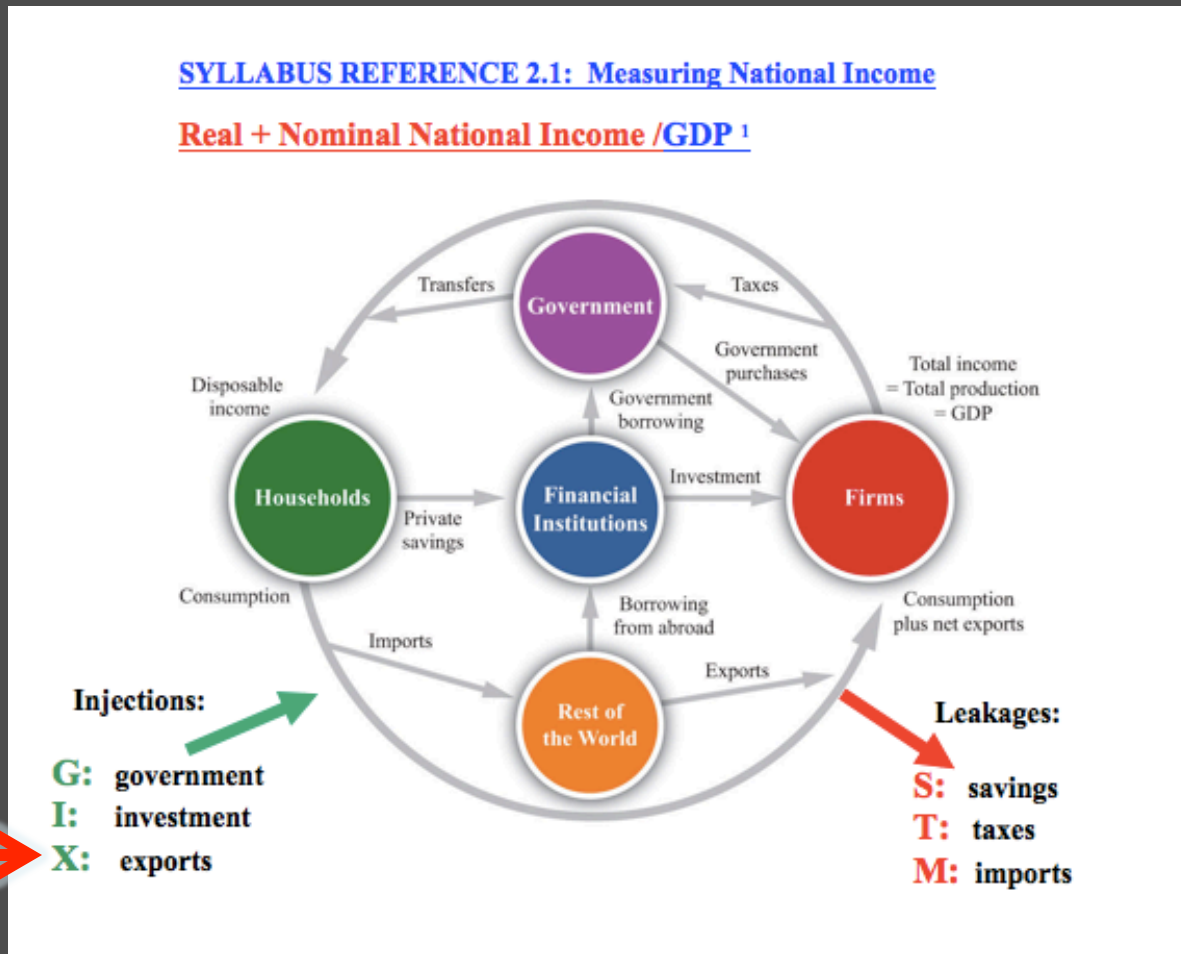 SYLLABUS REFERENCE 2.1: Measuring National Income
Real + Nominal National Income /GDP ¹
Transfers
Government
Taxes
Government
purchases
Total income
= Total production
= GDP
Disposable
income
Government
borrowing
Households
Private
savings
Financial
Institutions
Investment
Firms
Consumption
Borrowing
from abroad
Consumption
plus net exports
Imports
Exports
Rest of
the World
Injections:
G: government
I: investment
X: exports
Leakages:
S: savings
T: taxes
M: imports